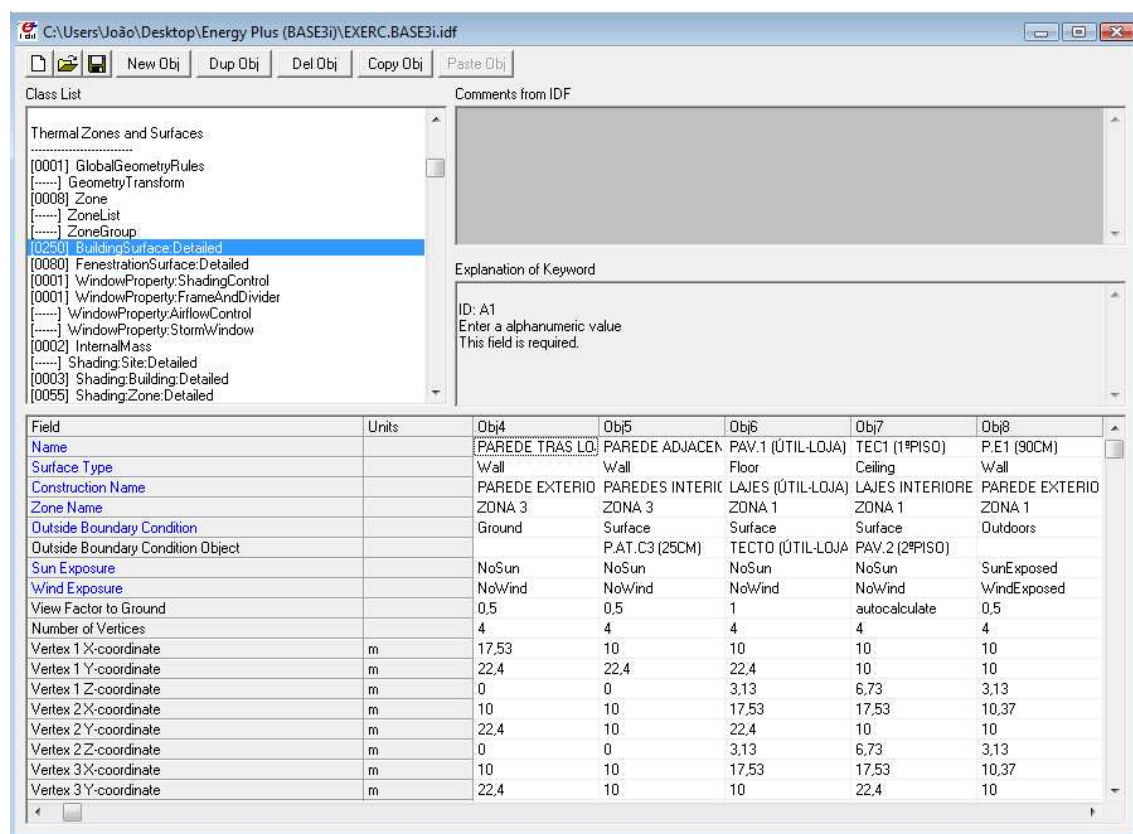 C:\Users\João\Desktop\Energy Plus (BASE3i)\EXERC.BASE3i.idf
New Obj Dup Obj Del Obj Copy Obj Paste Obj
Class List Comments from IDF
Thermal Zones and Surfaces
---------------------------
[0001] GlobalGeometryRules
[------] GeometryTransform
[0008] Zone
[------] ZoneList
[------] ZoneGroup
[0250] BuildingSurface:Detailed
[0080] FenestrationSurface:Detailed
[0001] WindowProperty:ShadingControl
[0001] WindowProperty:FrameAndDivider
[------] WindowProperty:AirflowControl
[------] WindowProperty:StormWindow
[0002] InternalMass
[------] Shading:Site:Detailed
[0003] Shading:Building:Detailed
[0055] Shading:Zone:Detailed
Explanation of Keyword
ID: A1
Enter a alphanumeric value
This field is required.
Field Units Obj4 Obj5 Obj6 Obj7 Obj8
Name PAREDE TRAS LO. PAREDE ADJACEN PAV.1 (ÚTIL-LOJA) TEC1 (1ºPISO) P.E1 (90CM)
Surface Type Wall Wall Floor Ceiling Wall
Construction Name PAREDE EXTERIO PAREDES INTERIC LAJES (ÚTIL-LOJA) LAJES INTERIORE PAREDE EXTERIO
Zone Name ZONA 3 ZONA 3 ZONA 1 ZONA 1 ZONA 1
Outside Boundary Condition Ground Surface Surface Surface Outdoors
Outside Boundary Condition Object P.AT.C3 (25CM) TECTO (ÚTIL-LOJA PAV.2 (2ºPISO)
Sun Exposure NoSun NoSun NoSun NoSun SunExposed
Wind Exposure NoWind NoWind NoWind NoWind WindExposed
View Factor to Ground 0,5 0,5 1 autocalculate 0,5
Number of Vertices 4 4 4 4 4
Vertex 1 X-coordinate m 17,53 10 10 10 10
Vertex 1 Y-coordinate m 22,4 22,4 22,4 10 10
Vertex 1 Z-coordinate m 0 0 3,13 6,73 3,13
Vertex 2 X-coordinate m 10 10 17,53 17,53 10,37
Vertex 2 Y-coordinate m 22,4 10 22,4 10 10
Vertex 2 Z-coordinate m 0 0 3,13 6,73 3,13
Vertex 3 X-coordinate m 10 10 17,53 17,53 10,37
Vertex 3 Y-coordinate m 22,4 10 10 22,4 10